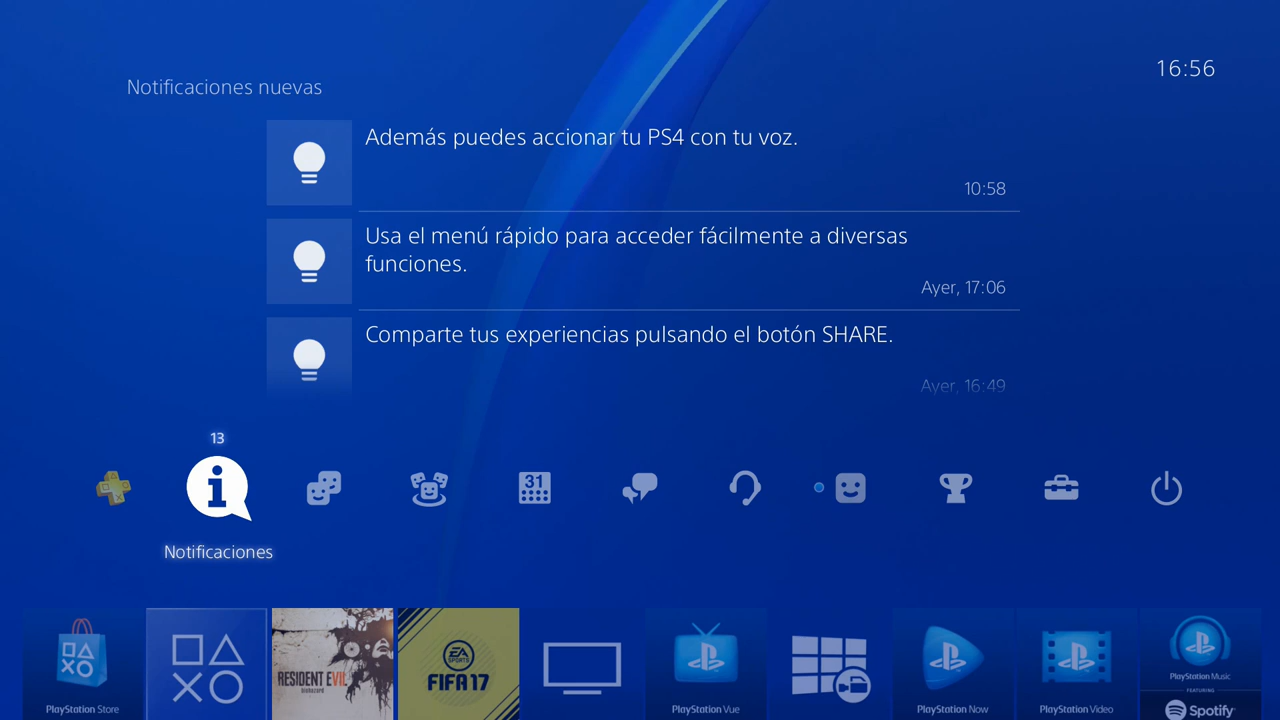 16:56
Notificaciones nuevas
Además puedes accionar tu PS4 con tu voz.
10:58
Usa el menú rápido para acceder fácilmente a diversas
funciones.
Ayer, 17:06
Comparte tus experiencias pulsando el botón SHARE.
Ayer, 16:49
13
31
Notificaciones
PlayStation Store
RESIDENT EVIL
biohazard
EA
SPORTS
FIFA 17
PlayStation Vue
PlayStation Now
PlayStation Video
PlayStation Music
FEATURING
Spotify